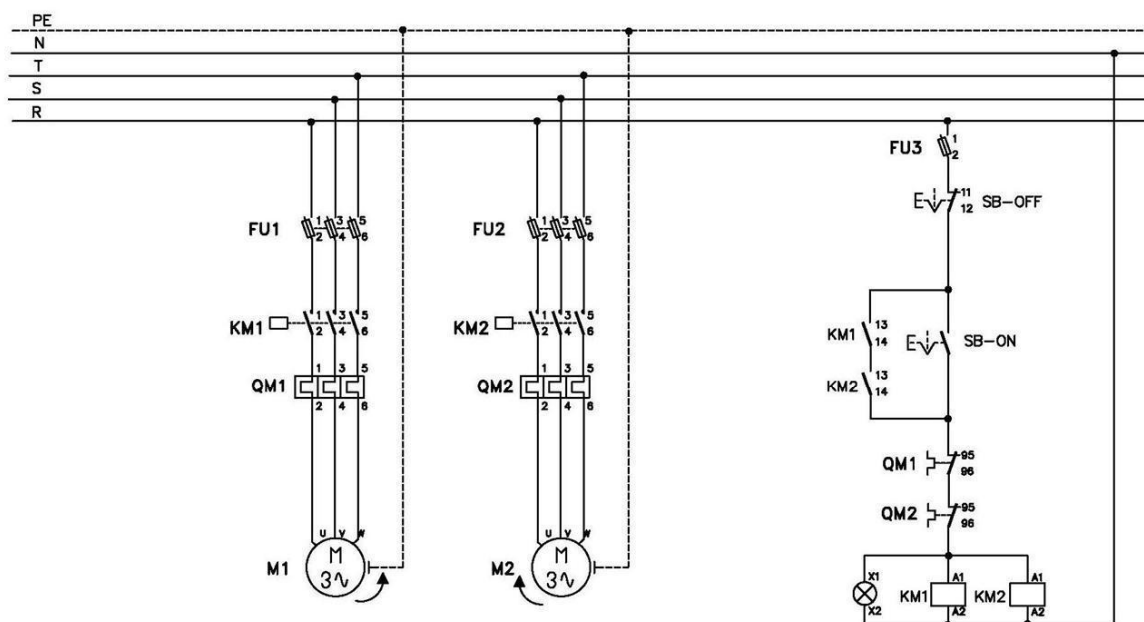 PE
N
T
S
R
FU1 1 3 5
2 4 6
FU2 1 3 5
2 4 6
FU3 1
2
E SB-OFF 11
12
KM1 1 3 5
2 4 6
KM2 1 3 5
2 4 6
KM1 13
14
E SB-ON
KM2 13
14
QM1 1 3 5
2 4 6
QM2 1 3 5
2 4 6
QM1 95
96
QM2 95
96
U V W
M1 M
3∿
U V W
M2 M
3∿
X1
X2
KM1 A1
A2
KM2 A1
A2